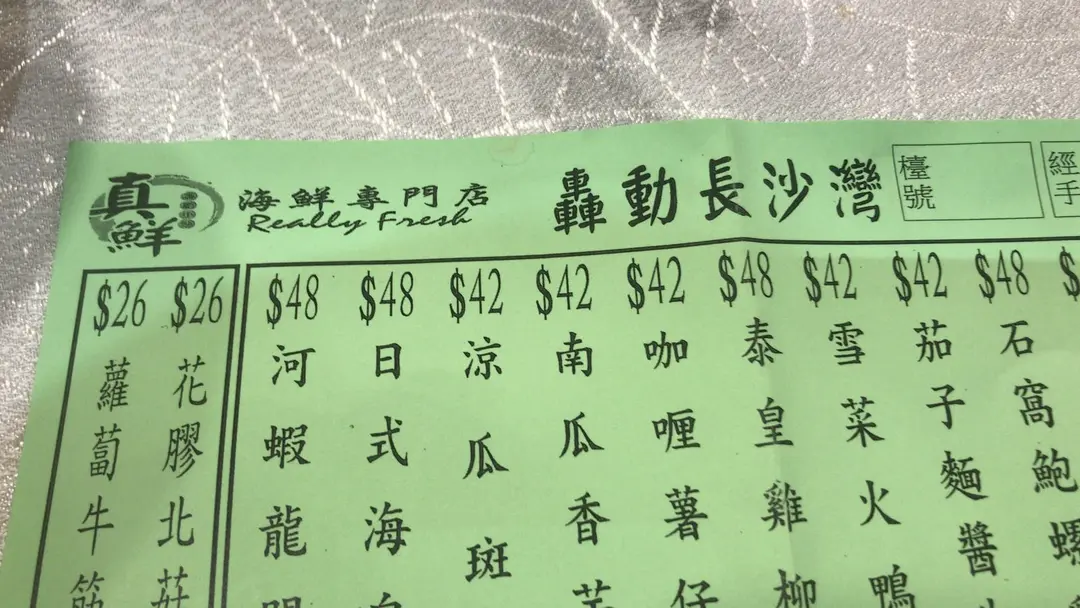 真鮮
海鮮專門店
Really Fresh
轟動長沙灣
檯號
經手
$26 $26 $48 $48 $42 $42 $42 $48 $42 $42 $48
蘿蔔牛筋
花膠北菇
河蝦龍
日式海
涼瓜斑
南瓜香芋
咖喱薯仔
泰皇雞柳
雪菜火鴨
茄子麵醬
石窩鮑螺